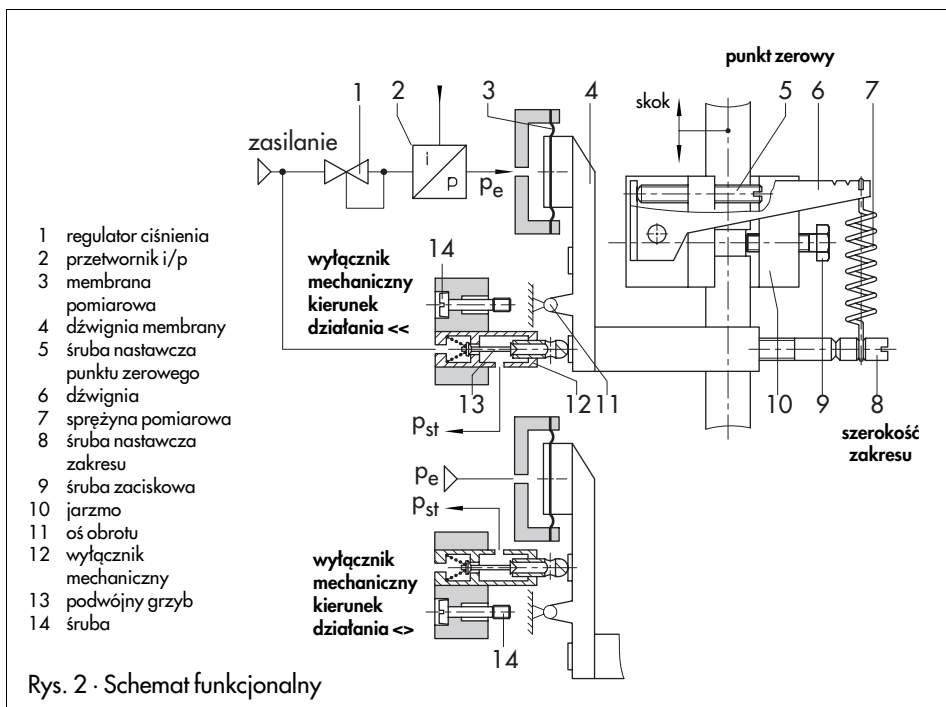 punkt zerowy
1 2 3 4 skok 5 6 7
zasilanie
i
p
pe
1 regulator ciśnienia
2 przetwornik i/p
3 membrana
pomiarowa
4 dźwignia membrany
5 śruba nastawcza
punktu zerowego
6 dźwignia
7 sprężyna pomiarowa
8 śruba nastawcza
zakresu
9 śruba zaciskowa
10 jarzmo
11 oś obrotu
12 wyłącznik
mechaniczny
13 podwójny grzyb
14 śruba
wyłącznik
mechaniczny
kierunek
działania <<
14
13 12 11 10 9 8
szerokość
zakresu
pst
pe
pst
wyłącznik
mechaniczny
kierunek
działania <>
14
Rys. 2 · Schemat funkcjonalny